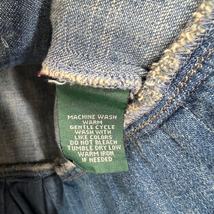 MACHINE WASH
WARM
GENTLE CYCLE
WASH WITH
LIKE COLORS
DO NOT BLEACH
TUMBLE DRY LOW
WARM IRON
IF NEEDED